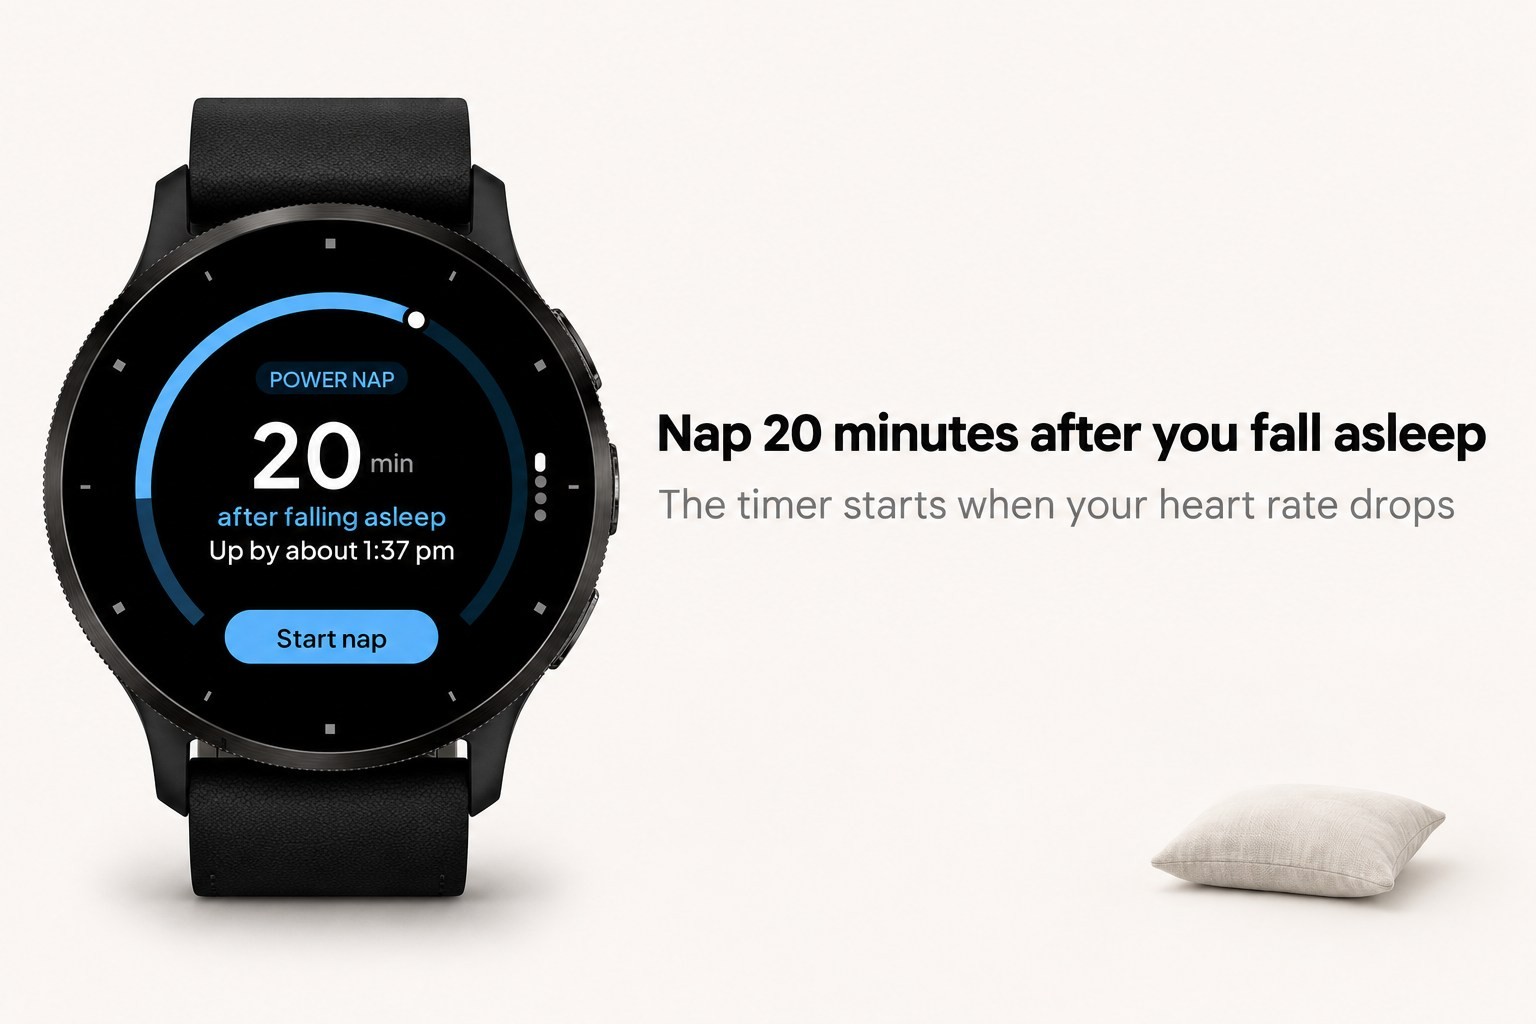 POWER NAP
20 min
after falling asleep
Up by about 1:37 pm
Start nap
Nap 20 minutes after you fall asleep
The timer starts when your heart rate drops